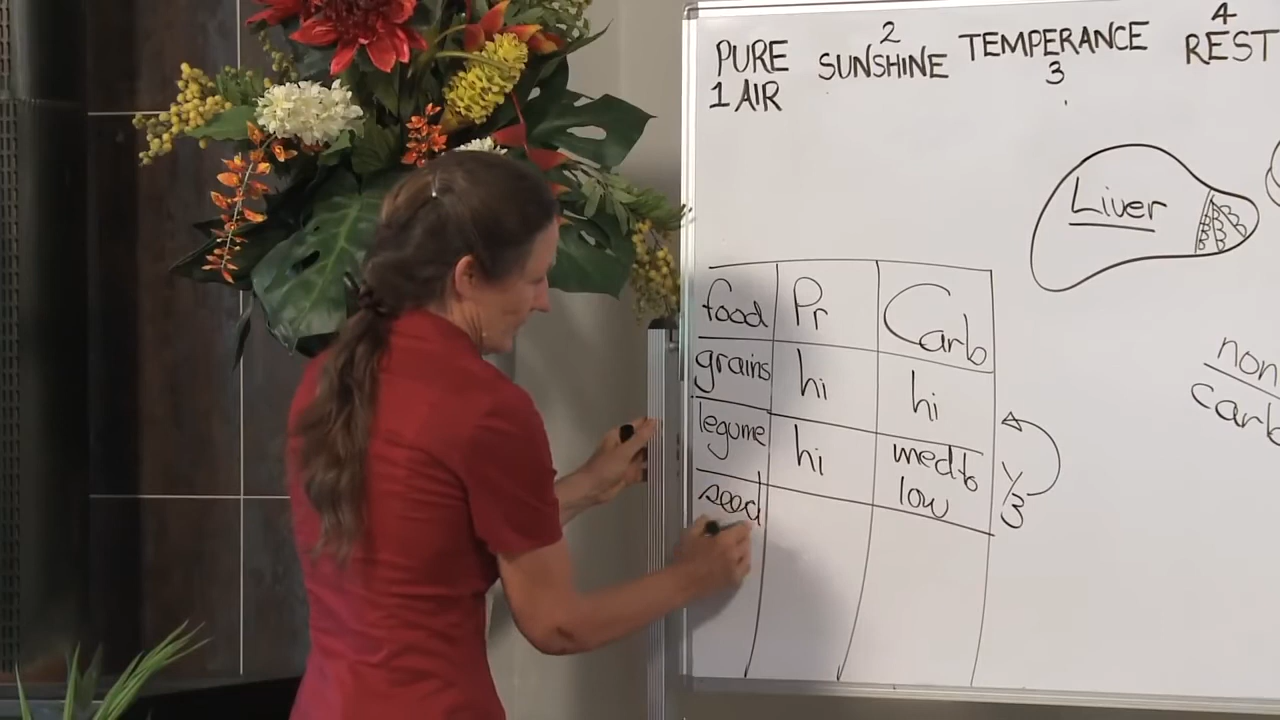 PURE
1 AIR
2
SUNSHINE
TEMPERANCE
3
4
REST
Liver
food Pr Carb
grains hi hi
legume hi med to
low
1/3
seed
non
carb